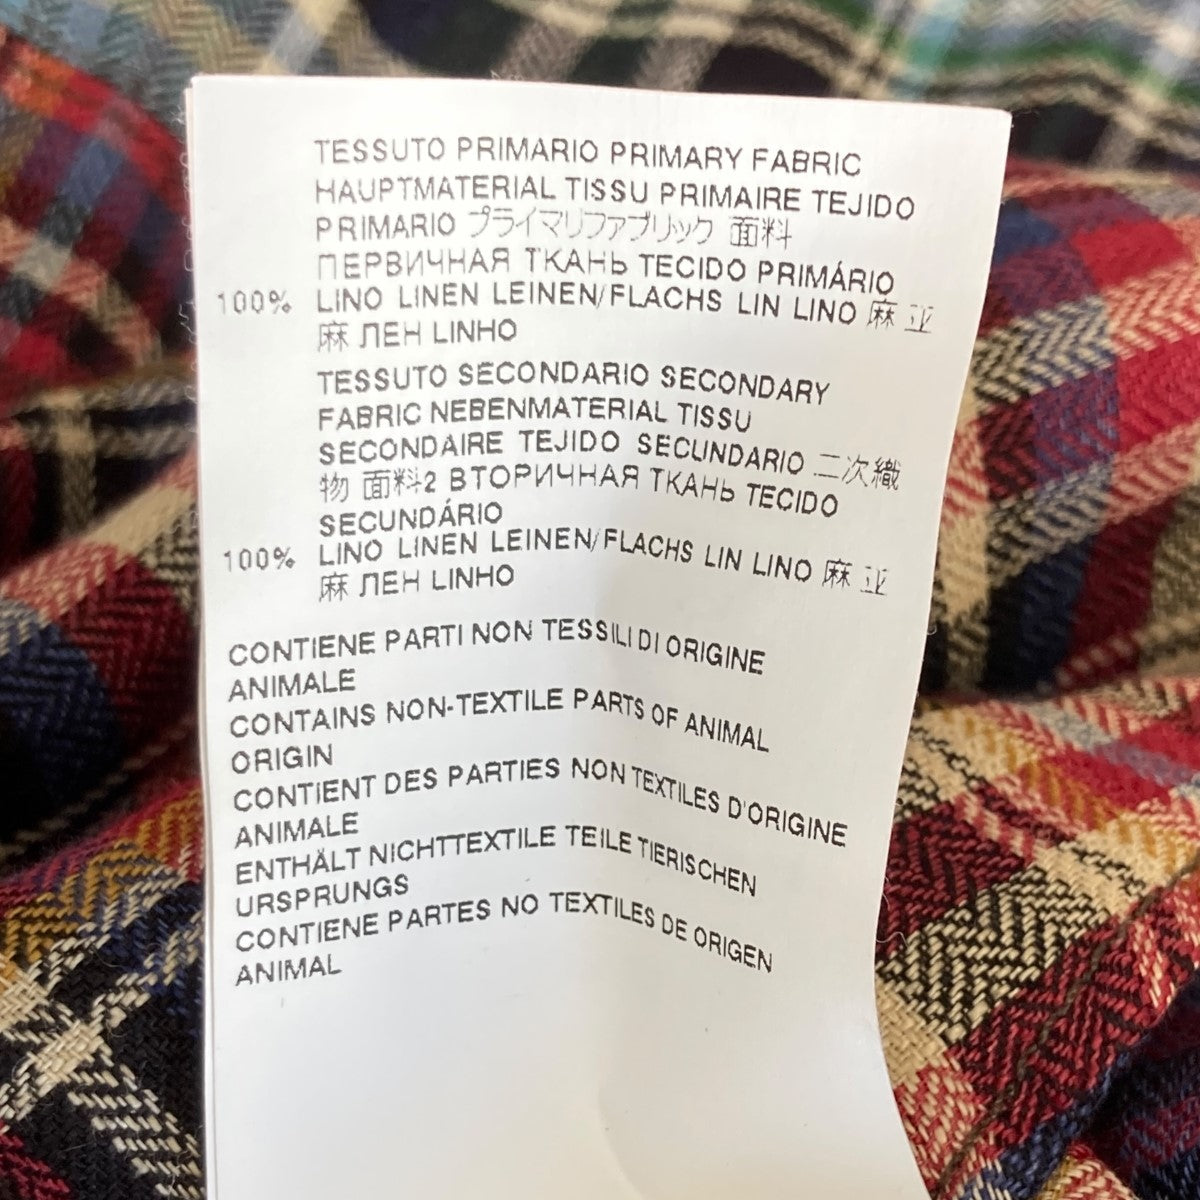 TESSUTO PRIMARIO PRIMARY FABRIC
HAUPTMATERIAL TISSU PRIMAIRE TEJIDO
PRIMARIO プライマリファブリック 面料
ПЕРВИЧНАЯ ТКАНЬ TECIDO PRIMÁRIO
100% LINO LINEN LEINEN/FLACHS LIN LINO 麻 亚
麻 ЛЕН LINHO
TESSUTO SECONDARIO SECONDARY
FABRIC NEBENMATERIAL TISSU
SECONDAIRE TEJIDO SECUNDARIO 二次織
物 面料2 ВТОРИЧНАЯ ТКАНЬ TECIDO
SECUNDÁRIO
100% LINO LINEN LEINEN/FLACHS LIN LINO 麻 亚
麻 ЛЕН LINHO
CONTIENE PARTI NON TESSILI DI ORIGINE
ANIMALE
CONTAINS NON-TEXTILE PARTS OF ANIMAL
ORIGIN
CONTIENT DES PARTIES NON TEXTILES D'ORIGINE
ANIMALE
ENTHÄLT NICHTTEXTILE TEILE TIERISCHEN
URSPRUNGS
CONTIENE PARTES NO TEXTILES DE ORIGEN
ANIMAL